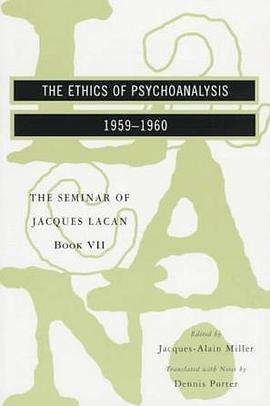 LACAN
THE ETHICS OF PSYCHOANALYSIS
1959–1960
THE SEMINAR OF
JACQUES LACAN
BOOK VII
Edited by
Jacques-Alain Miller
Translated with Notes by
Dennis Porter